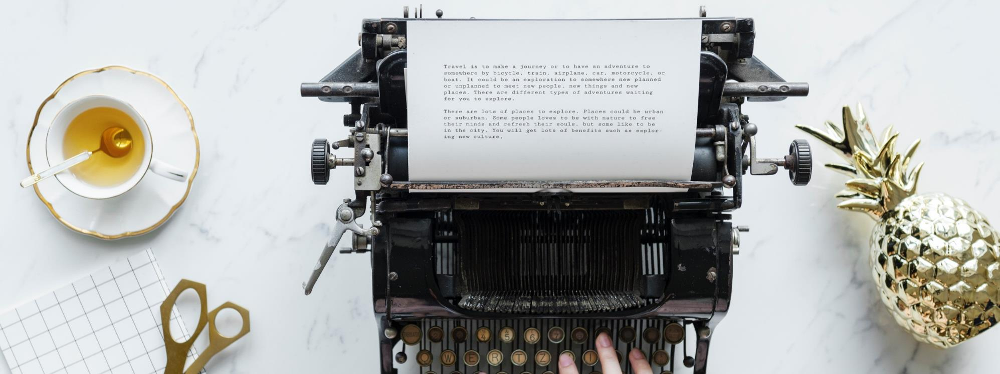 Travel is to make a journey or to have an adventure to
somewhere by bicycle, train, airplane, car, motorcycle, or
boat. It could be an exploration to somewhere new planned
or unplanned to meet new people, new things and new
places. There are different types of adventures waiting
for you to explore.
There are lots of places to explore. Places could be urban
or suburban. Some people loves to be with nature to free
their minds and refresh their souls, but some like to be
in the city. You will get lots of benefits such as explor-
ing new culture,
2 4 5 6 7
Q W E R T Z I